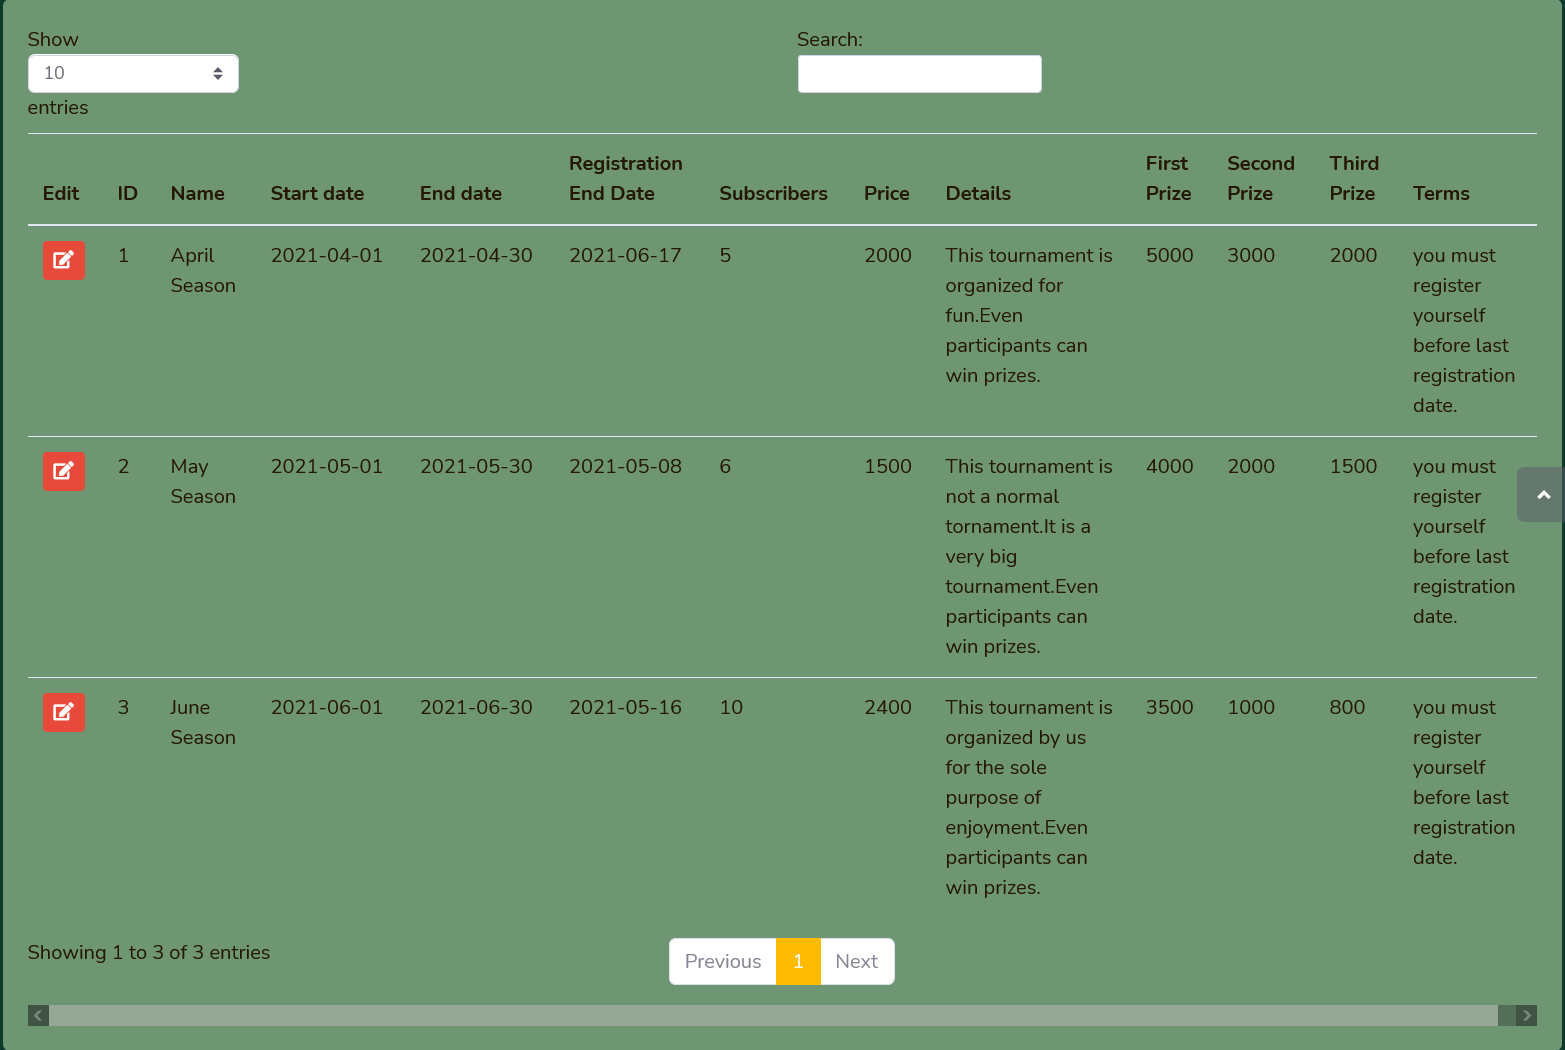 Show
10
entries
Search:
Edit ID Name Start date End date Registration End Date Subscribers Price Details First Prize Second Prize Third Prize Terms
1 April Season 2021-04-01 2021-04-30 2021-06-17 5 2000 This tournament is organized for fun.Even participants can win prizes. 5000 3000 2000 you must register yourself before last registration date.
2 May Season 2021-05-01 2021-05-30 2021-05-08 6 1500 This tournament is not a normal tornament.It is a very big tournament.Even participants can win prizes. 4000 2000 1500 you must register yourself before last registration date.
3 June Season 2021-06-01 2021-06-30 2021-05-16 10 2400 This tournament is organized by us for the sole purpose of enjoyment.Even participants can win prizes. 3500 1000 800 you must register yourself before last registration date.
Showing 1 to 3 of 3 entries
Previous 1 Next